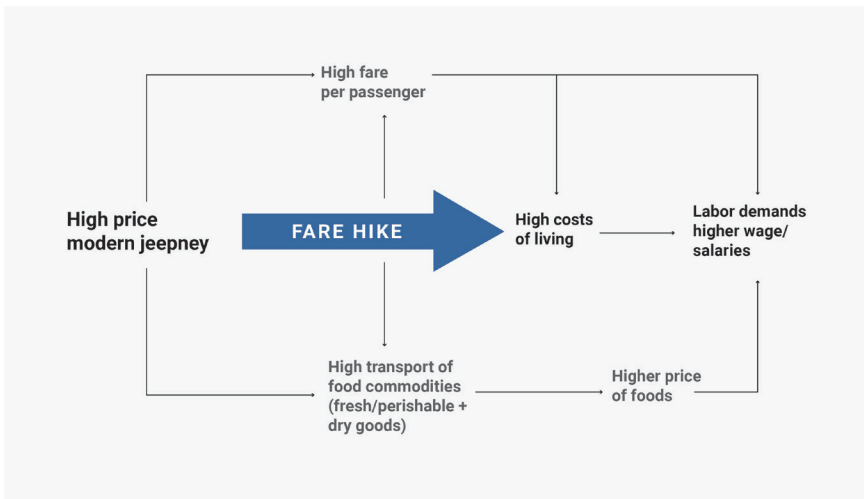 High fare
per passenger
High price
modern jeepney
FARE HIKE
High costs
of living
Labor demands
higher wage/
salaries
High transport of
food commodities
(fresh/perishable +
dry goods)
Higher price
of foods